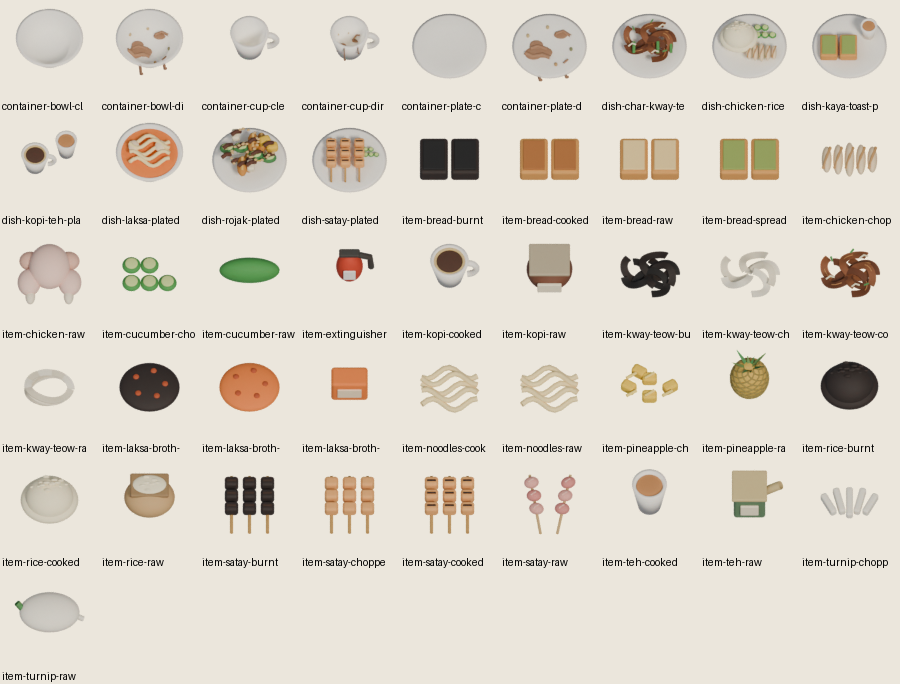 container-bowl-cl
container-bowl-di
container-cup-cle
container-cup-dir
container-plate-c
container-plate-d
dish-char-kway-te
dish-chicken-rice
dish-kaya-toast-p
dish-kopi-teh-pla
dish-laksa-plated
dish-rojak-plated
dish-satay-plated
item-bread-burnt
item-bread-cooked
item-bread-raw
item-bread-spread
item-chicken-chop
item-chicken-raw
item-cucumber-cho
item-cucumber-raw
item-extinguisher
item-kopi-cooked
item-kopi-raw
item-kway-teow-bu
item-kway-teow-ch
item-kway-teow-co
item-kway-teow-ra
item-laksa-broth-
item-laksa-broth-
item-laksa-broth-
item-noodles-cook
item-noodles-raw
item-pineapple-ch
item-pineapple-ra
item-rice-burnt
item-rice-cooked
item-rice-raw
item-satay-burnt
item-satay-choppe
item-satay-cooked
item-satay-raw
item-teh-cooked
item-teh-raw
item-turnip-chopp
item-turnip-raw